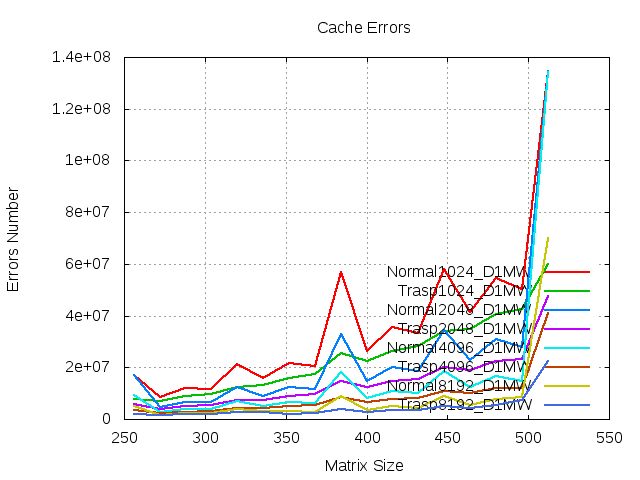 Cache Errors
1.4e+08
1.2e+08
1e+08
8e+07
6e+07
4e+07
2e+07
0
Errors Number
Normal1024_D1MW
Trasp1024_D1MW
Normal2048_D1MW
Trasp2048_D1MW
Normal4096_D1MW
Trasp4096_D1MW
Normal8192_D1MW
Trasp8192_D1MW
250 300 350 400 450 500 550
Matrix Size